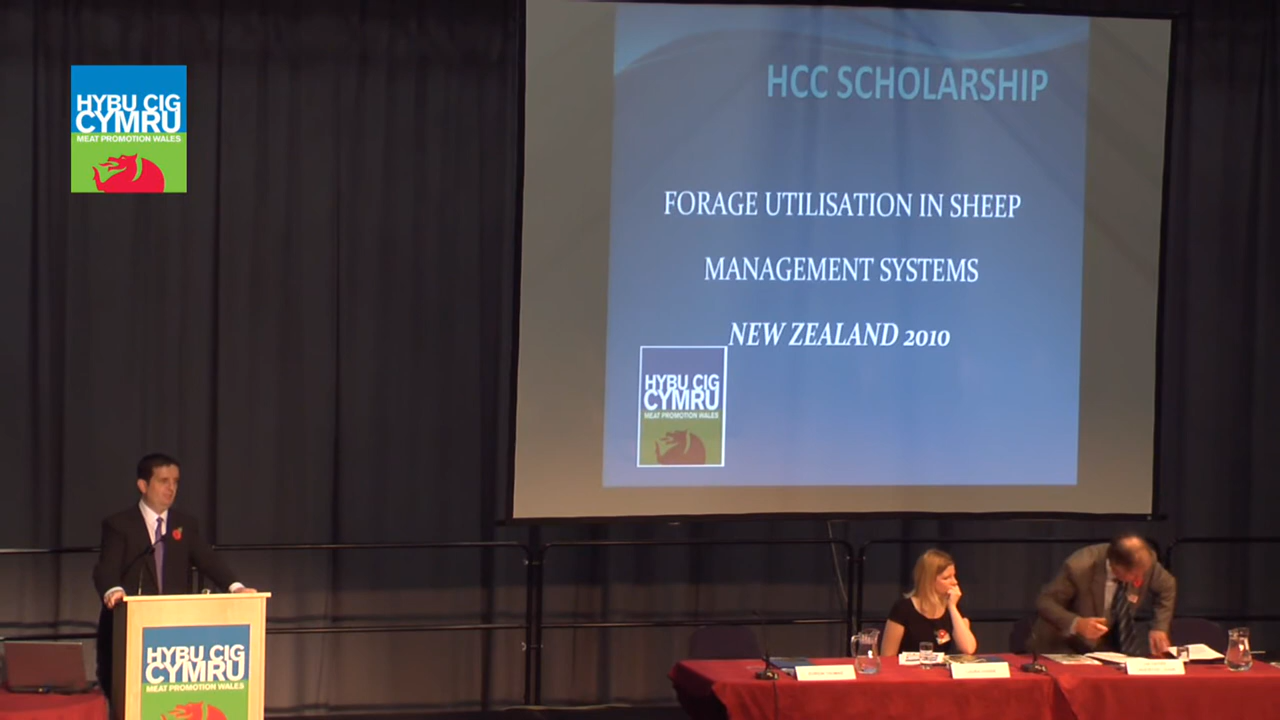 HYBU CIG
CYMRU
MEAT PROMOTION WALES
HCC SCHOLARSHIP
FORAGE UTILISATION IN SHEEP
MANAGEMENT SYSTEMS
NEW ZEALAND 2010
HYBU CIG
CYMRU
MEAT PROMOTION WALES
HYBU CIG
CYMRU
MEAT PROMOTION WALES